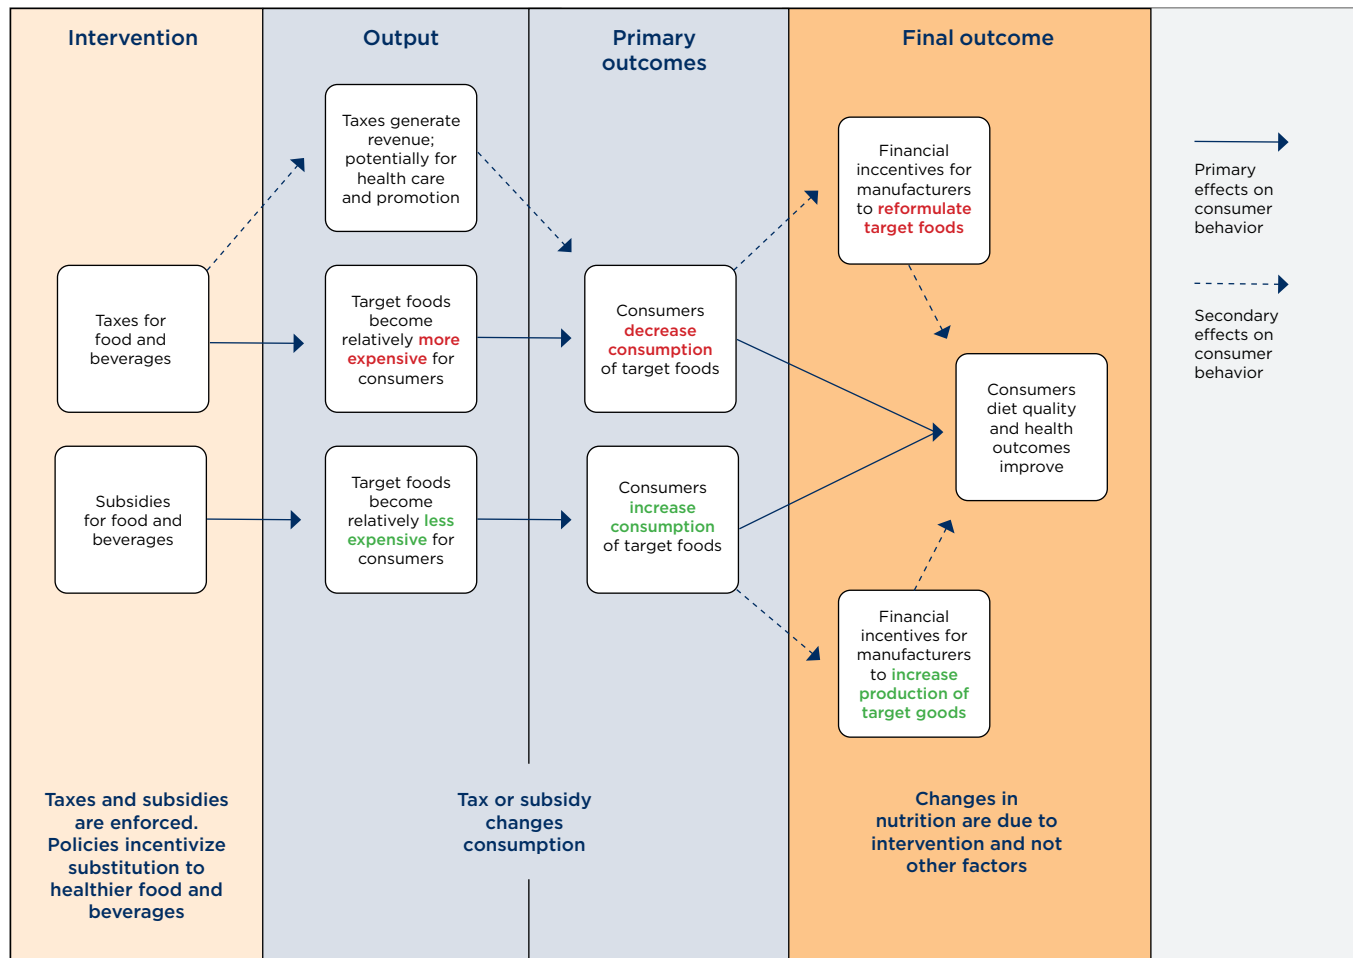 Intervention
Output
Primary
outcomes
Final outcome
Taxes generate
revenue;
potentially for
health care
and promotion
Financial
inccentives for
manufacturers
to reformulate
target foods
Primary
effects on
consumer
behavior
Taxes for
food and
beverages
Target foods
become
relatively more
expensive for
consumers
Consumers
decrease
consumption
of target foods
Secondary
effects on
consumer
behavior
Consumers
diet quality
and health
outcomes
improve
Subsidies
for food and
beverages
Target foods
become
relatively less
expensive for
consumers
Consumers
increase
consumption
of target foods
Financial
incentives for
manufacturers
to increase
production of
target goods
Taxes and subsidies
are enforced.
Policies incentivize
substitution to
healthier food and
beverages
Tax or subsidy
changes
consumption
Changes in
nutrition are due to
intervention and not
other factors